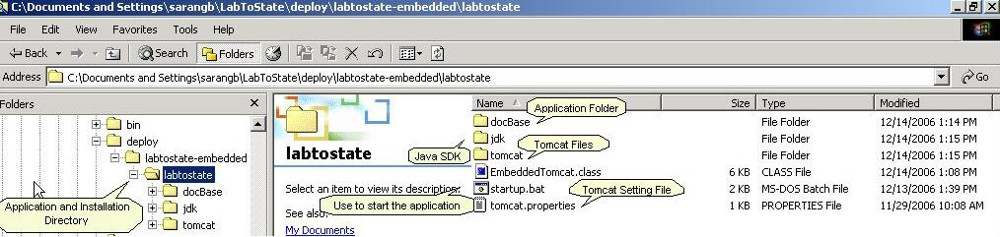 C:\Documents and Settings\sarangb\LabToState\deploy\labtostate-embedded\labtostate
File Edit View Favorites Tools Help
Back Search Folders
Address C:\Documents and Settings\sarangb\LabToState\deploy\labtostate-embedded\labtostate Go
Folders
bin
deploy
labtostate-embedded
labtostate
docBase
jdk
tomcat
Application and Installation
Directory
labtostate
Select an item to view its description.
See also:
My Documents
Name Size Type Modified
docBase File Folder 12/14/2006 1:14 PM
jdk File Folder 12/14/2006 1:15 PM
tomcat File Folder 12/14/2006 1:15 PM
EmbeddedTomcat.class 6 KB CLASS File 12/14/2006 1:15 PM
startup.bat 2 KB MS-DOS Batch File 12/13/2006 1:39 PM
tomcat.properties 1 KB PROPERTIES File 11/29/2006 10:08 AM
Application Folder
Java SDK
Tomcat Files
Tomcat Setting File
Use to start the application